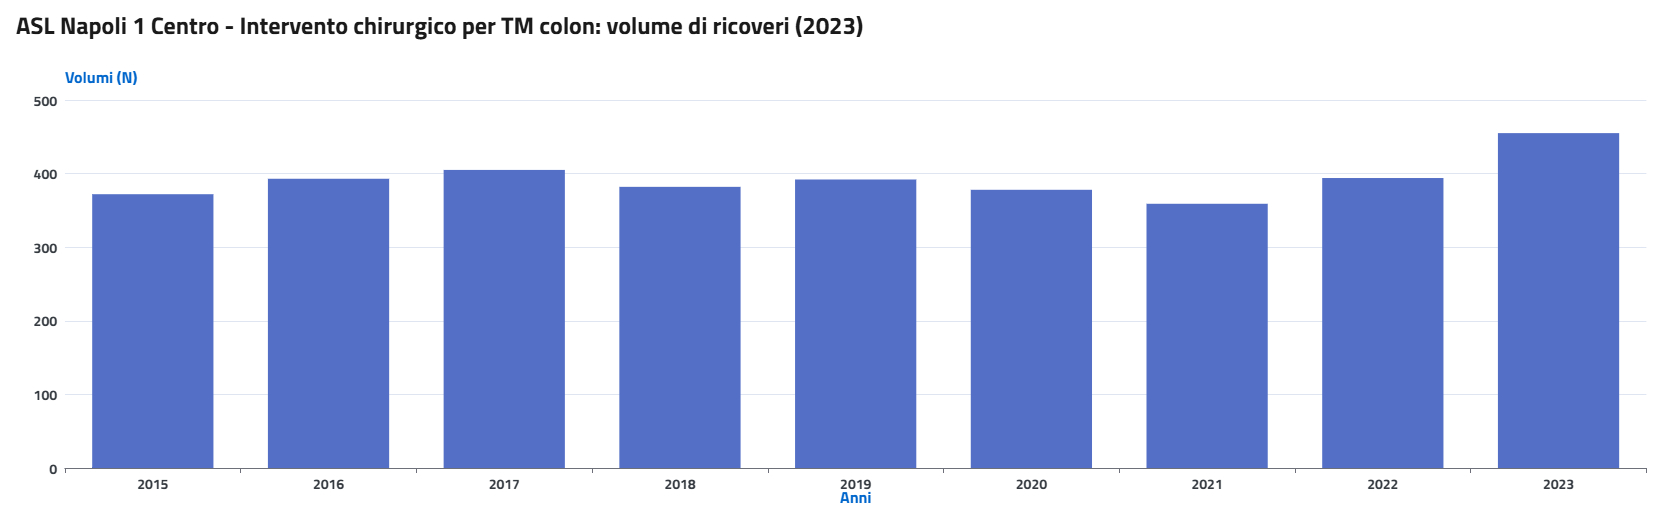 ASL Napoli 1 Centro - Intervento chirurgico per TM colon: volume di ricoveri (2023)
Volumi (N)
500
400
300
200
100
0
2015 2016 2017 2018 2019 2020 2021 2022 2023
Anni